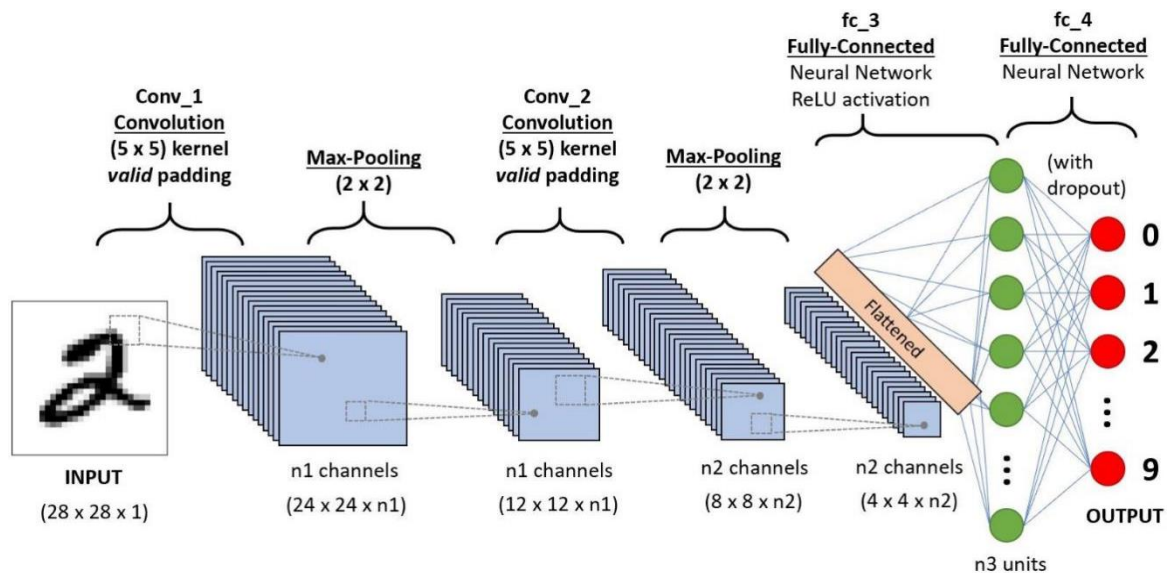 fc_3
Fully-Connected
Neural Network
ReLU activation
fc_4
Fully-Connected
Neural Network
Conv_1
Convolution
(5 x 5) kernel
valid padding
Max-Pooling
(2 x 2)
Conv_2
Convolution
(5 x 5) kernel
valid padding
Max-Pooling
(2 x 2)
(with
dropout)
0
1
2
9
Flattened
INPUT
(28 x 28 x 1)
n1 channels
(24 x 24 x n1)
n1 channels
(12 x 12 x n1)
n2 channels
(8 x 8 x n2)
n2 channels
(4 x 4 x n2)
OUTPUT
n3 units
2